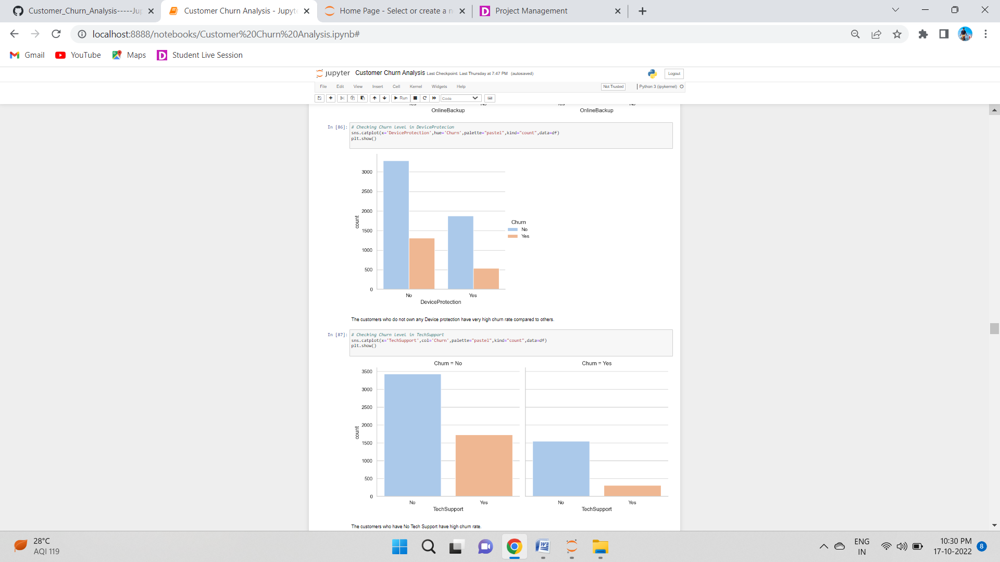 Customer_Churn_Analysis-----Jup
Customer Churn Analysis - Jupyt
Home Page - Select or create a n
Project Management
localhost:8888/notebooks/Customer%20Churn%20Analysis.ipynb#
Gmail YouTube Maps Student Live Session
jupyter Customer Churn Analysis Last Checkpoint: Last Thursday at 7:47 PM (autosaved) Logout
File Edit View Insert Cell Kernel Widgets Help Not Trusted Python 3 (ipykernel)
Run Code
Yes No Yes No
OnlineBackup OnlineBackup
In [86]: # Checking Churn Level in DeviceProtecion
sns.catplot(x='DeviceProtection',hue='Churn',palette="pastel",kind="count",data=df)
plt.show()
3000
2500
2000
1500
1000
500
0
count
No Yes
DeviceProtection
Churn
No
Yes
The customers who do not own any Device protection have very high churn rate compared to others.
In [87]: # Checking Churn Level in TechSupport
sns.catplot(x='TechSupport',col='Churn',palette="pastel",kind="count",data=df)
plt.show()
Churn = No Churn = Yes
3500
3000
2500
2000
1500
1000
500
0
count
No Yes No Yes
TechSupport TechSupport
The customers who have No Tech Support have high churn rate.
28°C
AQI 119
ENG
IN
10:30 PM
17-10-2022
8